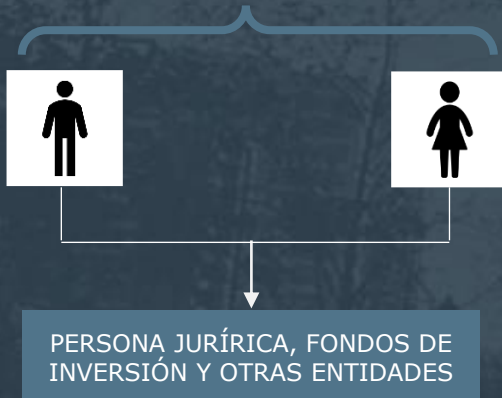 PERSONA JURÍRICA, FONDOS DE
INVERSIÓN Y OTRAS ENTIDADES